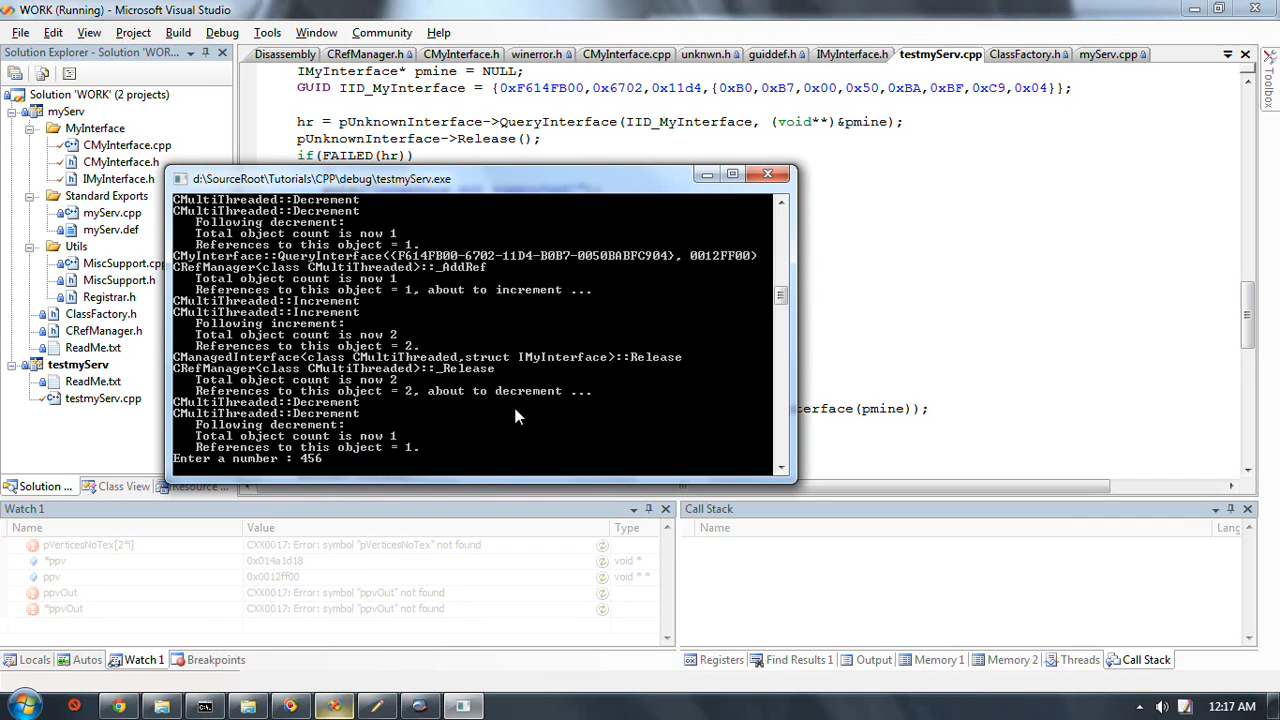 WORK (Running) - Microsoft Visual Studio
File Edit View Project Build Debug Tools Window Community Help
Solution Explorer - Solution 'WOR...
Disassembly CRefManager.h CMyInterface.h winerror.h CMyInterface.cpp unknwn.h guiddef.h IMyInterface.h testmyServ.cpp ClassFactory.h myServ.cpp
Solution 'WORK' (2 projects)
myServ
MyInterface
CMyInterface.cpp
CMyInterface.h
IMyInterface.h
Standard Exports
myServ.cpp
myServ.def
Utils
MiscSupport.cpp
MiscSupport.h
Registrar.h
ClassFactory.h
CRefManager.h
ReadMe.txt
testmyServ
ReadMe.txt
testmyServ.cpp
Solution ... Class View Resource ...
IMyInterface* pmine = NULL;
GUID IID_MyInterface = {0xF614FB00,0x6702,0x11d4,{0xB0,0xB7,0x00,0x50,0xBA,0xBF,0xC9,0x04}};
hr = pUnknownInterface->QueryInterface(IID_MyInterface, (void**)&pmine);
pUnknownInterface->Release();
if(FAILED(hr))
nterface(pmine));
Toolbox
d:\SourceRoot\Tutorials\CPP\debug\testmyServ.exe
CMultiThreaded::Decrement
CMultiThreaded::Decrement
Following decrement:
Total object count is now 1
References to this object = 1.
CMyInterface::QueryInterface({F614FB00-6702-11D4-B0B7-0050BABFC904}, 0012FF00)
CRefManager<class CMultiThreaded>::_AddRef
Total object count is now 1
References to this object = 1, about to increment ...
CMultiThreaded::Increment
CMultiThreaded::Increment
Following increment:
Total object count is now 2
References to this object = 2.
CManagedInterface<class CMultiThreaded,struct IMyInterface>::Release
CRefManager<class CMultiThreaded>::_Release
Total object count is now 2
References to this object = 2, about to decrement ...
CMultiThreaded::Decrement
CMultiThreaded::Decrement
Following decrement:
Total object count is now 1
References to this object = 1.
Enter a number : 456
Watch 1
Name Value Type
pVerticesNoTex[2*i] CXX0017: Error: symbol "pVerticesNoTex" not found
*ppv 0x014a1d18 void *
ppv 0x0012ff00 void * *
ppvOut CXX0017: Error: symbol "ppvOut" not found
*ppvOut CXX0017: Error: symbol "ppvOut" not found
Locals Autos Watch 1 Breakpoints
Call Stack
Name Lang
Registers Find Results 1 Output Memory 1 Memory 2 Threads Call Stack
12:17 AM